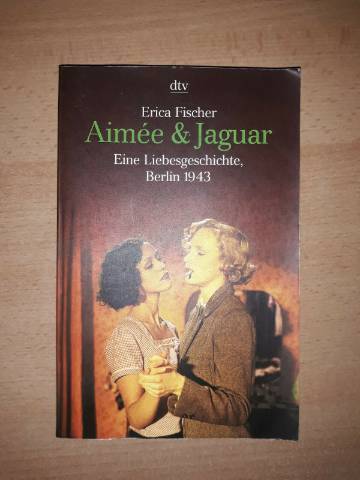 dtv
Erica Fischer
Aimée & Jaguar
Eine Liebesgeschichte,
Berlin 1943